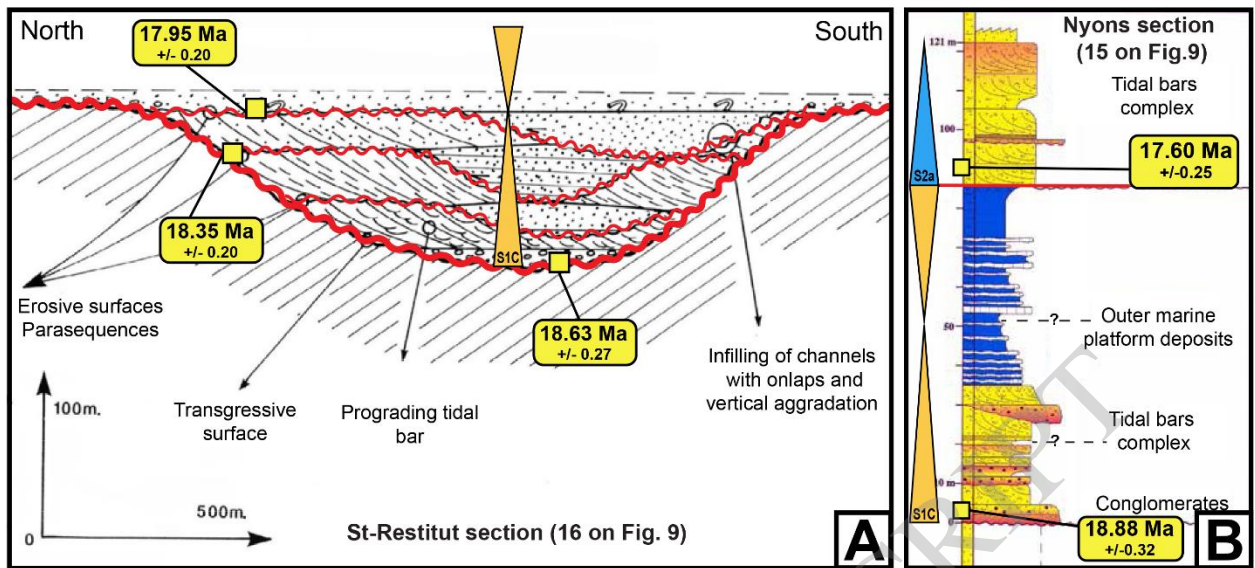 North
17.95 Ma
+/- 0.20
South
18.35 Ma
+/- 0.20
S1C
18.63 Ma
+/- 0.27
Erosive surfaces
Parasequences
Transgressive
surface
Prograding tidal
bar
Infilling of channels
with onlaps and
vertical aggradation
100m.
500m.
0
St-Restitut section (16 on Fig. 9)
A
Nyons section
(15 on Fig.9)
121 m
Tidal bars
complex
100
17.60 Ma
+/-0.25
S2a
50
?
Outer marine
platform deposits
?
Tidal bars
complex
10 m
Conglomerates
0
S1C
18.88 Ma
+/-0.32
B
RIPT